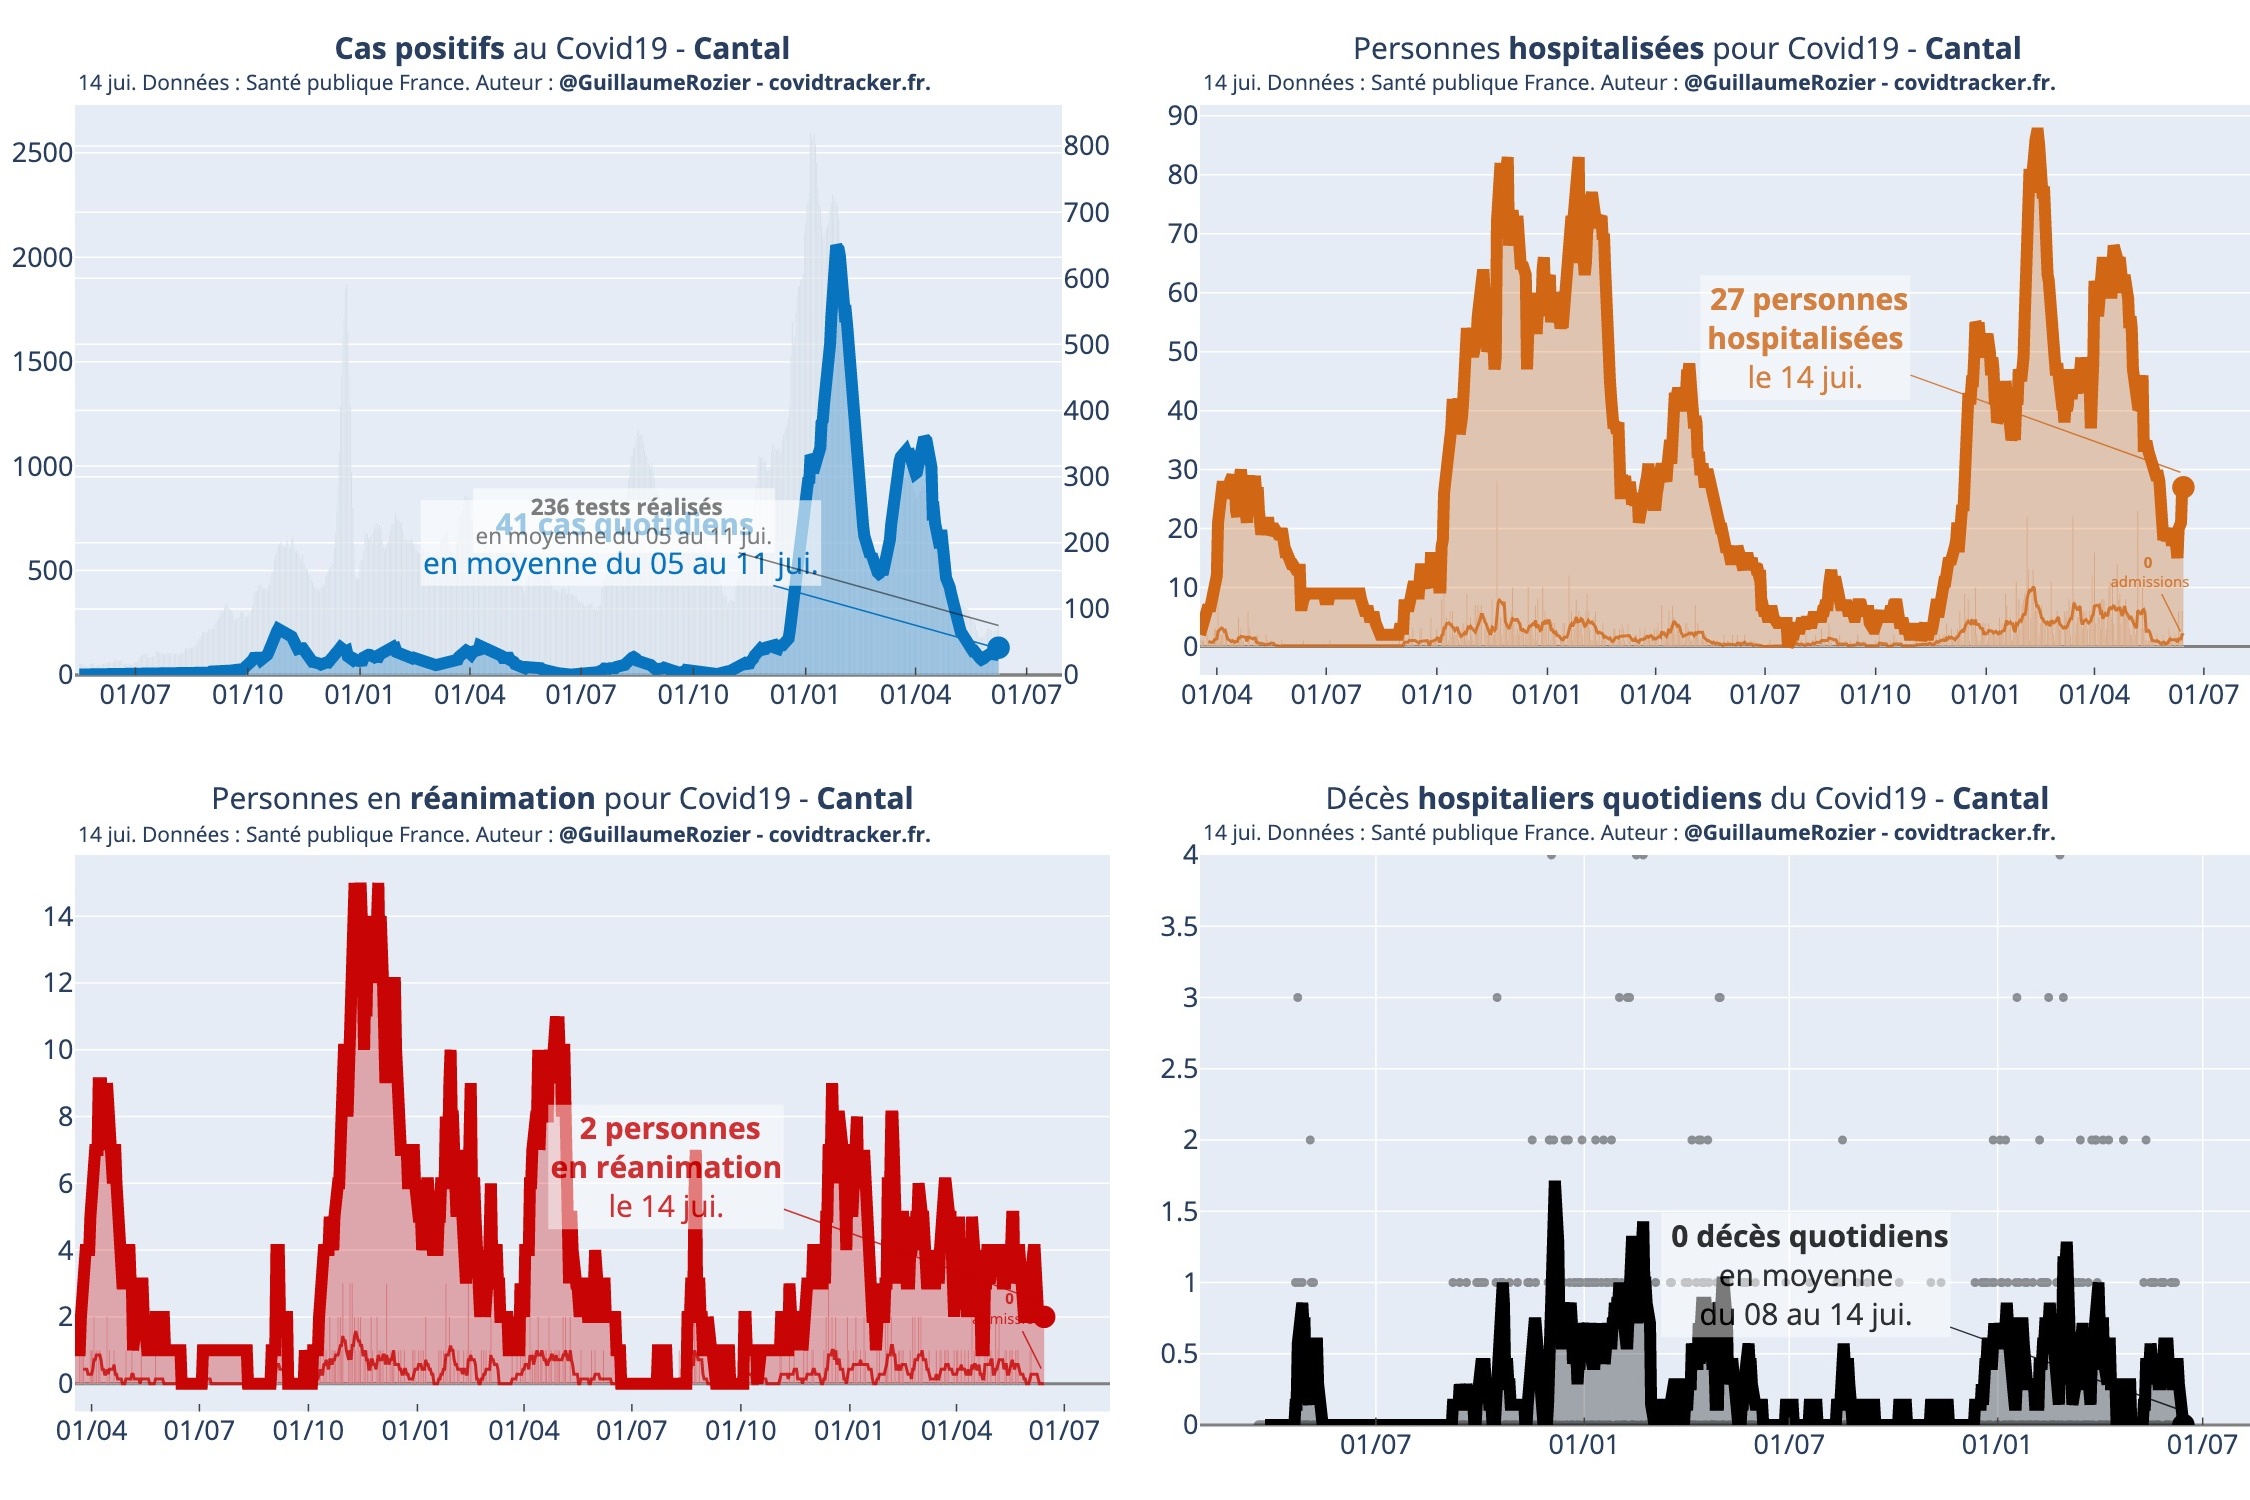 Cas positifs au Covid19 - Cantal
14 jui. Données : Santé publique France. Auteur : @GuillaumeRozier - covidtracker.fr.
2500
2000
1500
1000
500
0
800
700
600
500
400
300
200
100
0
236 tests réalisés
en moyenne du 05 au 11 jui.
41 cas quotidiens
en moyenne du 05 au 11 jui.
01/07 01/10 01/01 01/04 01/07 01/10 01/01 01/04 01/07
Personnes hospitalisées pour Covid19 - Cantal
14 jui. Données : Santé publique France. Auteur : @GuillaumeRozier - covidtracker.fr.
90
80
70
60
50
40
30
20
10
0
27 personnes
hospitalisées
le 14 jui.
0
admissions
01/04 01/07 01/10 01/01 01/04 01/07 01/10 01/01 01/04 01/07
Personnes en réanimation pour Covid19 - Cantal
14 jui. Données : Santé publique France. Auteur : @GuillaumeRozier - covidtracker.fr.
14
12
10
8
6
4
2
0
2 personnes
en réanimation
le 14 jui.
0
01/04 01/07 01/10 01/01 01/04 01/07 01/10 01/01 01/04 01/07
Décès hospitaliers quotidiens du Covid19 - Cantal
14 jui. Données : Santé publique France. Auteur : @GuillaumeRozier - covidtracker.fr.
4
3.5
3
2.5
2
1.5
1
0.5
0
0 décès quotidiens
en moyenne
du 08 au 14 jui.
01/07 01/01 01/07 01/01 01/07